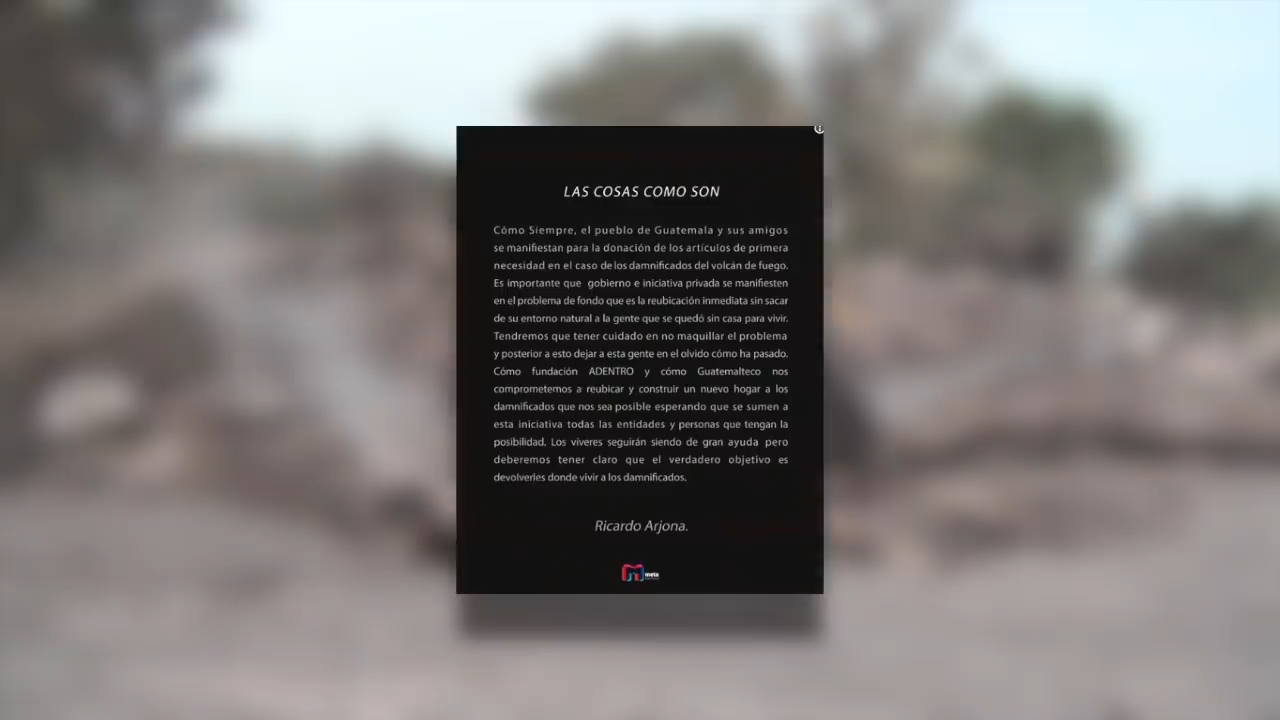 LAS COSAS COMO SON
Cómo Siempre, el pueblo de Guatemala y sus amigos
se manifiestan para la donación de los artículos de primera
necesidad en el caso de los damnificados del volcán de fuego.
Es importante que gobierno e iniciativa privada se manifiesten
en el problema de fondo que es la reubicación inmediata sin sacar
de su entorno natural a la gente que se quedó sin casa para vivir.
Tendremos que tener cuidado en no maquillar el problema
y posterior a esto dejar a esta gente en el olvido cómo ha pasado.
Cómo fundación ADENTRO y cómo Guatemalteco nos
comprometemos a reubicar y construir un nuevo hogar a los
damnificados que nos sea posible esperando que se sumen a
esta iniciativa todas las entidades y personas que tengan la
posibilidad. Los víveres seguirán siendo de gran ayuda pero
deberemos tener claro que el verdadero objetivo es
devolverles donde vivir a los damnificados.
Ricardo Arjona.
meta